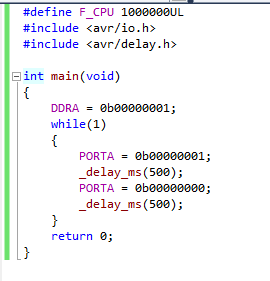 #define F_CPU 1000000UL
#include <avr/io.h>
#include <avr/delay.h>
int main(void)
{
DDRA = 0b00000001;
while(1)
{
PORTA = 0b00000001;
_delay_ms(500);
PORTA = 0b00000000;
_delay_ms(500);
}
return 0;
}